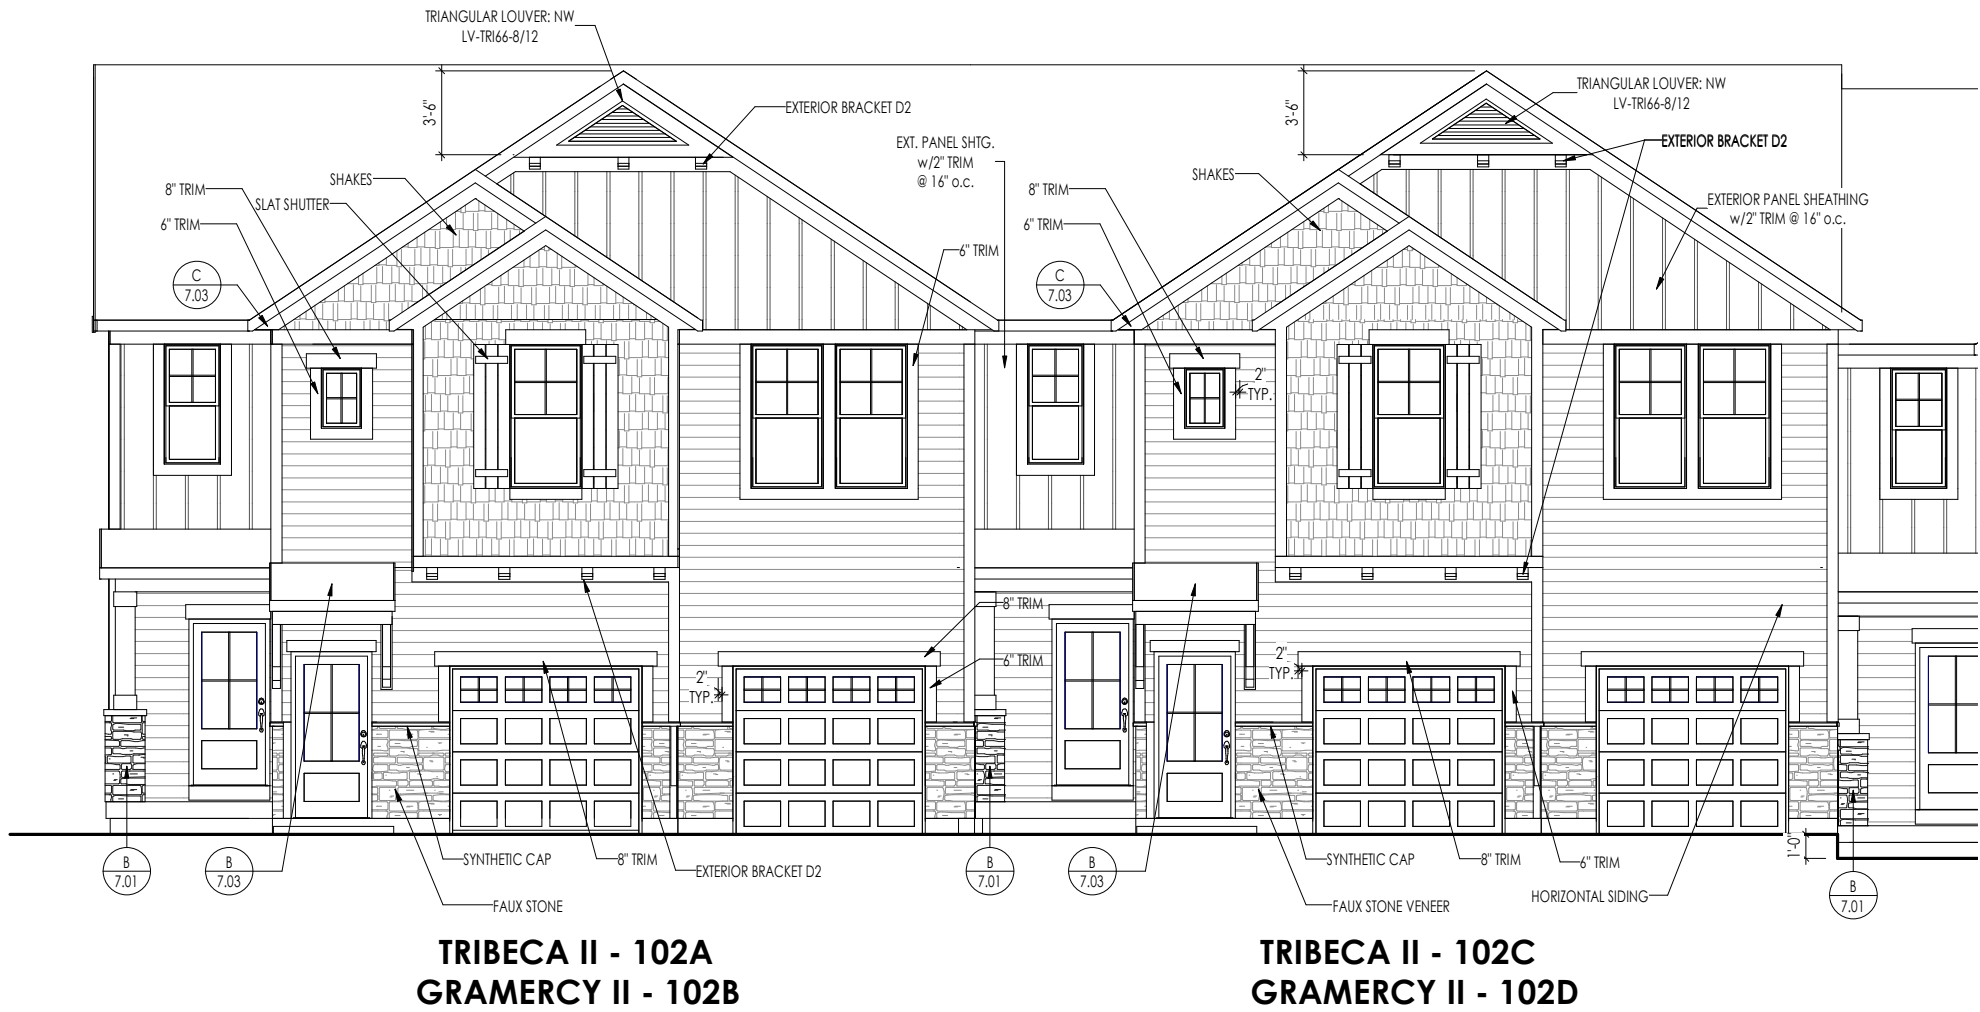 TRIANGULAR LOUVER: NW
LV-TRI66-8/12
3'-6"
EXTERIOR BRACKET D2
EXT. PANEL SHTG.
w/2" TRIM
@ 16" o.c.
SHAKES
8" TRIM
SLAT SHUTTER
6" TRIM
C
7.03
6" TRIM
3'-6"
TRIANGULAR LOUVER: NW
LV-TRI66-8/12
EXTERIOR BRACKET D2
SHAKES
8" TRIM
6" TRIM
EXTERIOR PANEL SHEATHING
w/2" TRIM @ 16" o.c.
C
7.03
2"
TYP.
8" TRIM
6" TRIM
2"
TYP.
2"
TYP.
B
7.01
B
7.03
SYNTHETIC CAP
8" TRIM
EXTERIOR BRACKET D2
FAUX STONE
B
7.01
B
7.03
SYNTHETIC CAP
8" TRIM
6" TRIM
FAUX STONE VENEER
HORIZONTAL SIDING
1'-0"
B
7.01
TRIBECA II - 102A
GRAMERCY II - 102B
TRIBECA II - 102C
GRAMERCY II - 102D